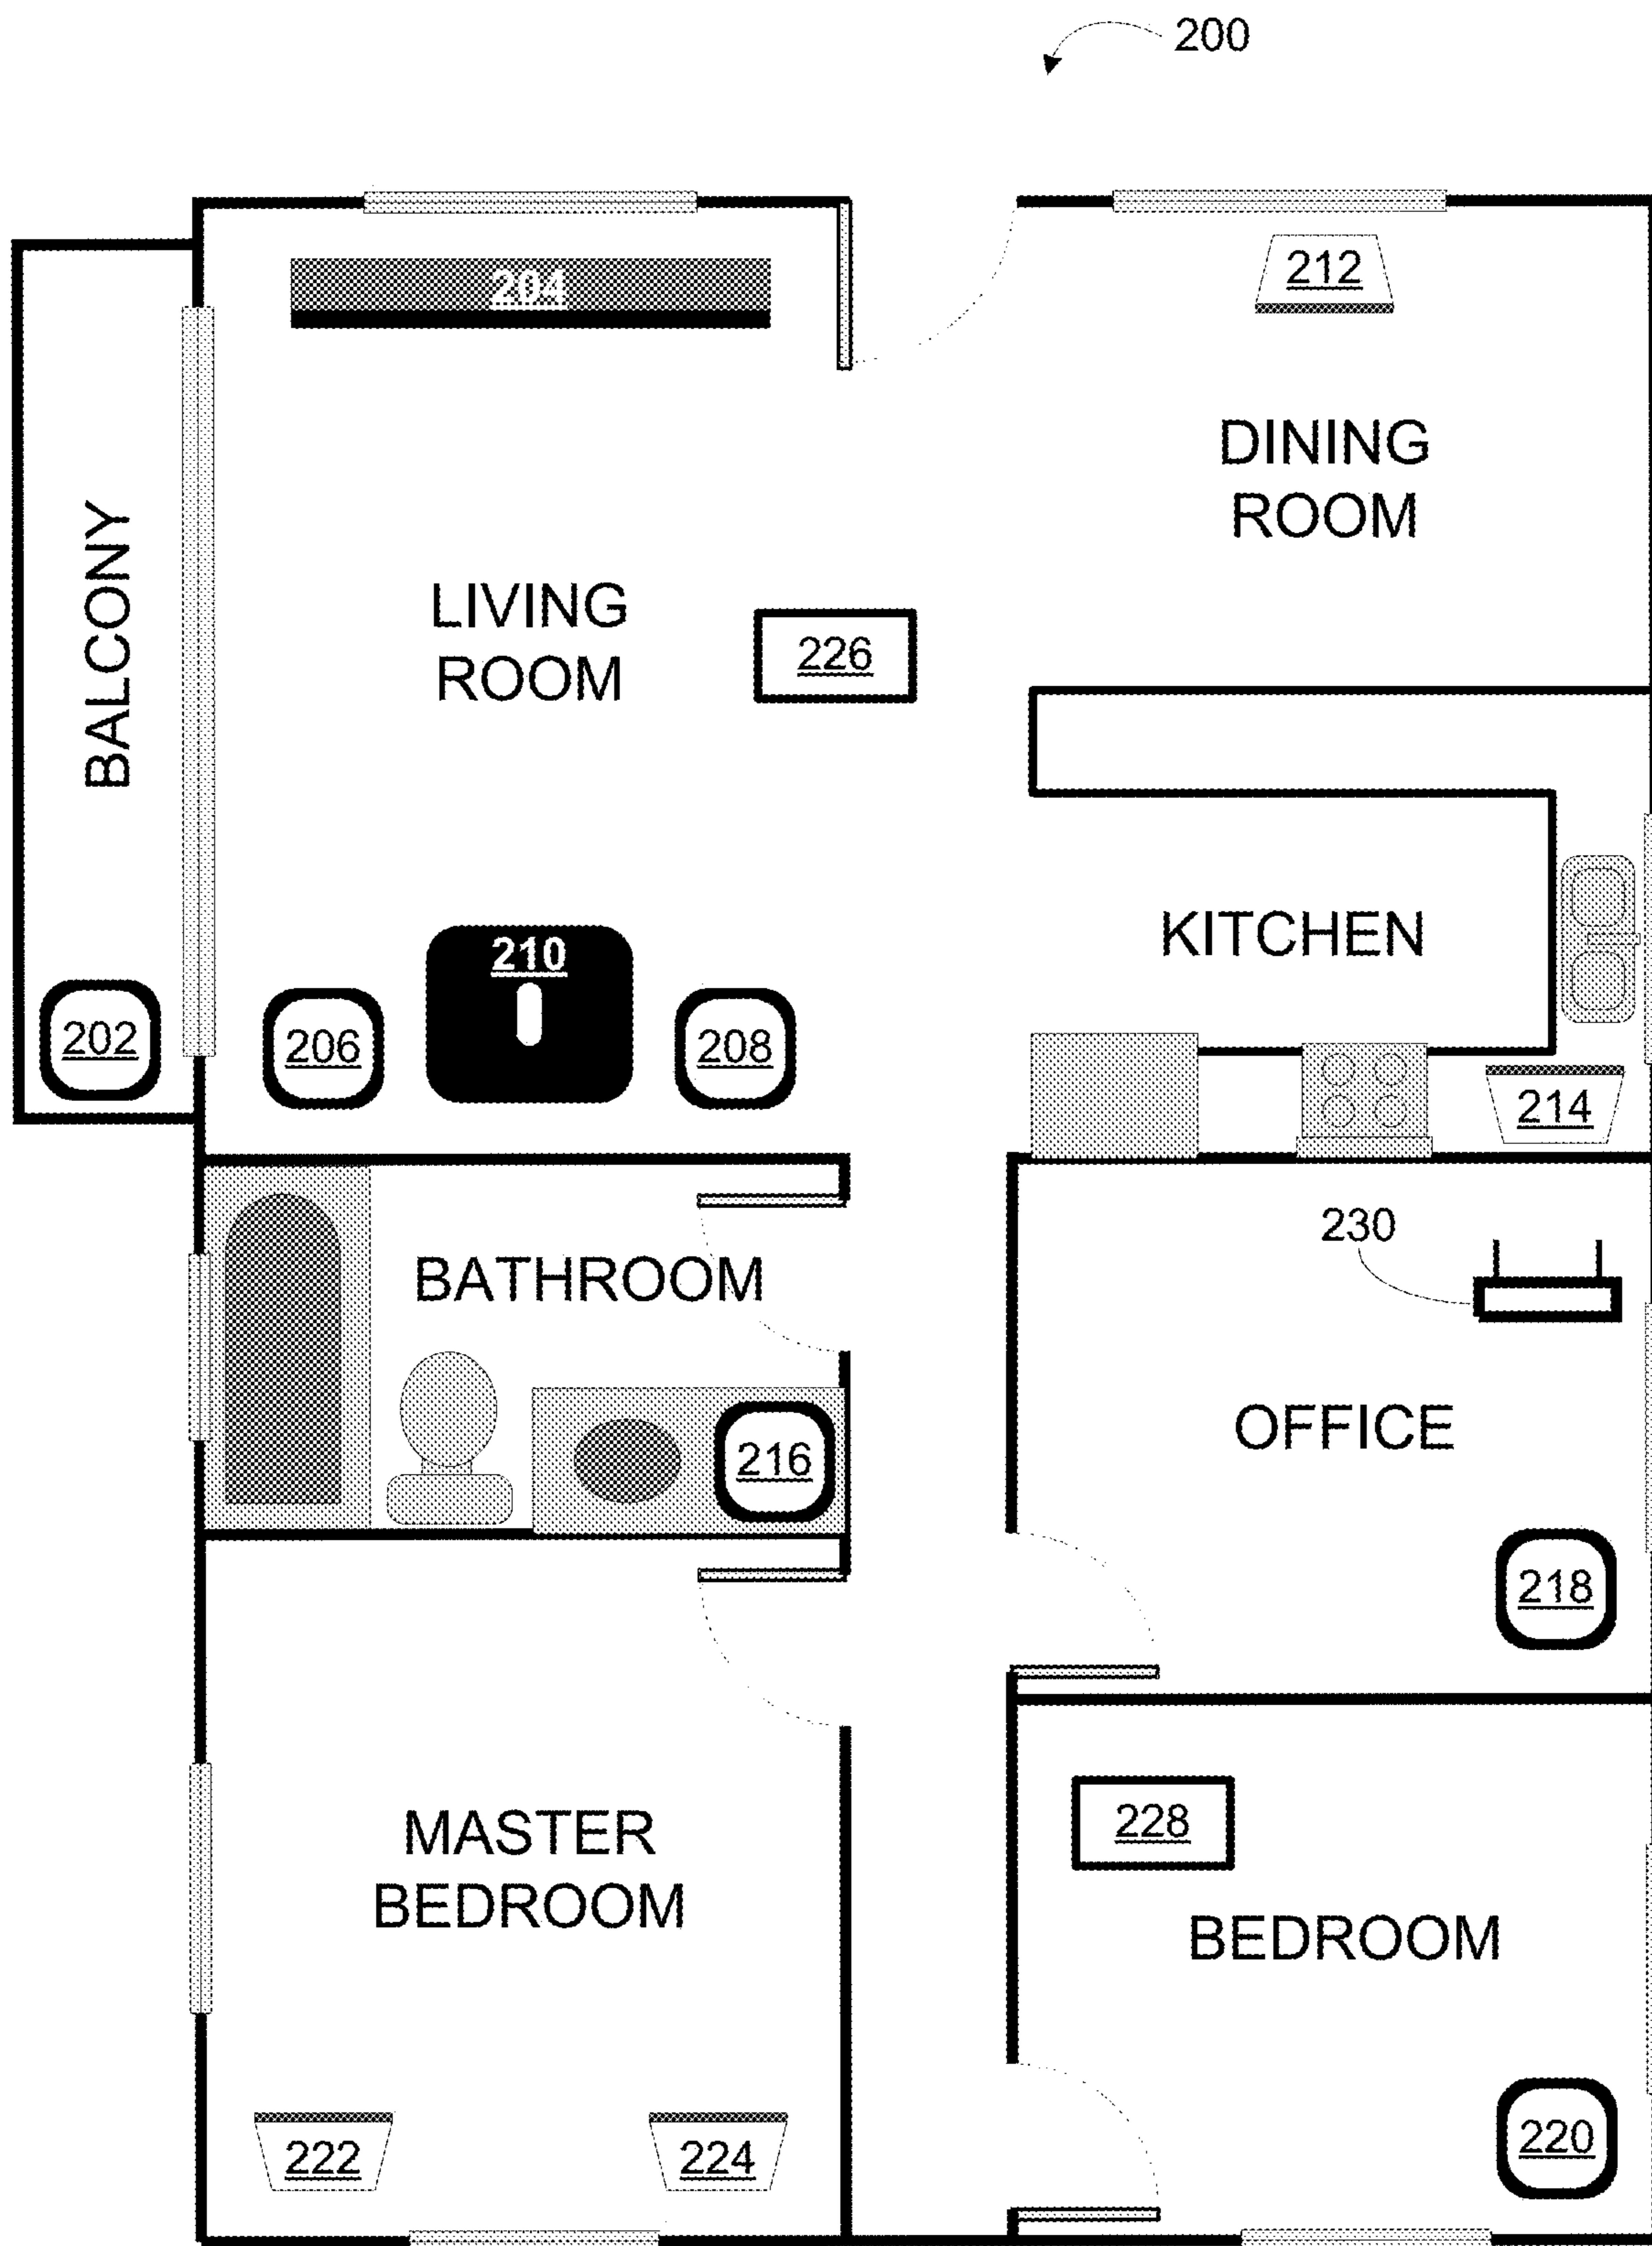 200
204
212
DINING
ROOM
BALCONY
LIVING
ROOM
226
KITCHEN
210
202
206
208
214
230
BATHROOM
OFFICE
216
218
228
MASTER
BEDROOM
BEDROOM
220
222
224